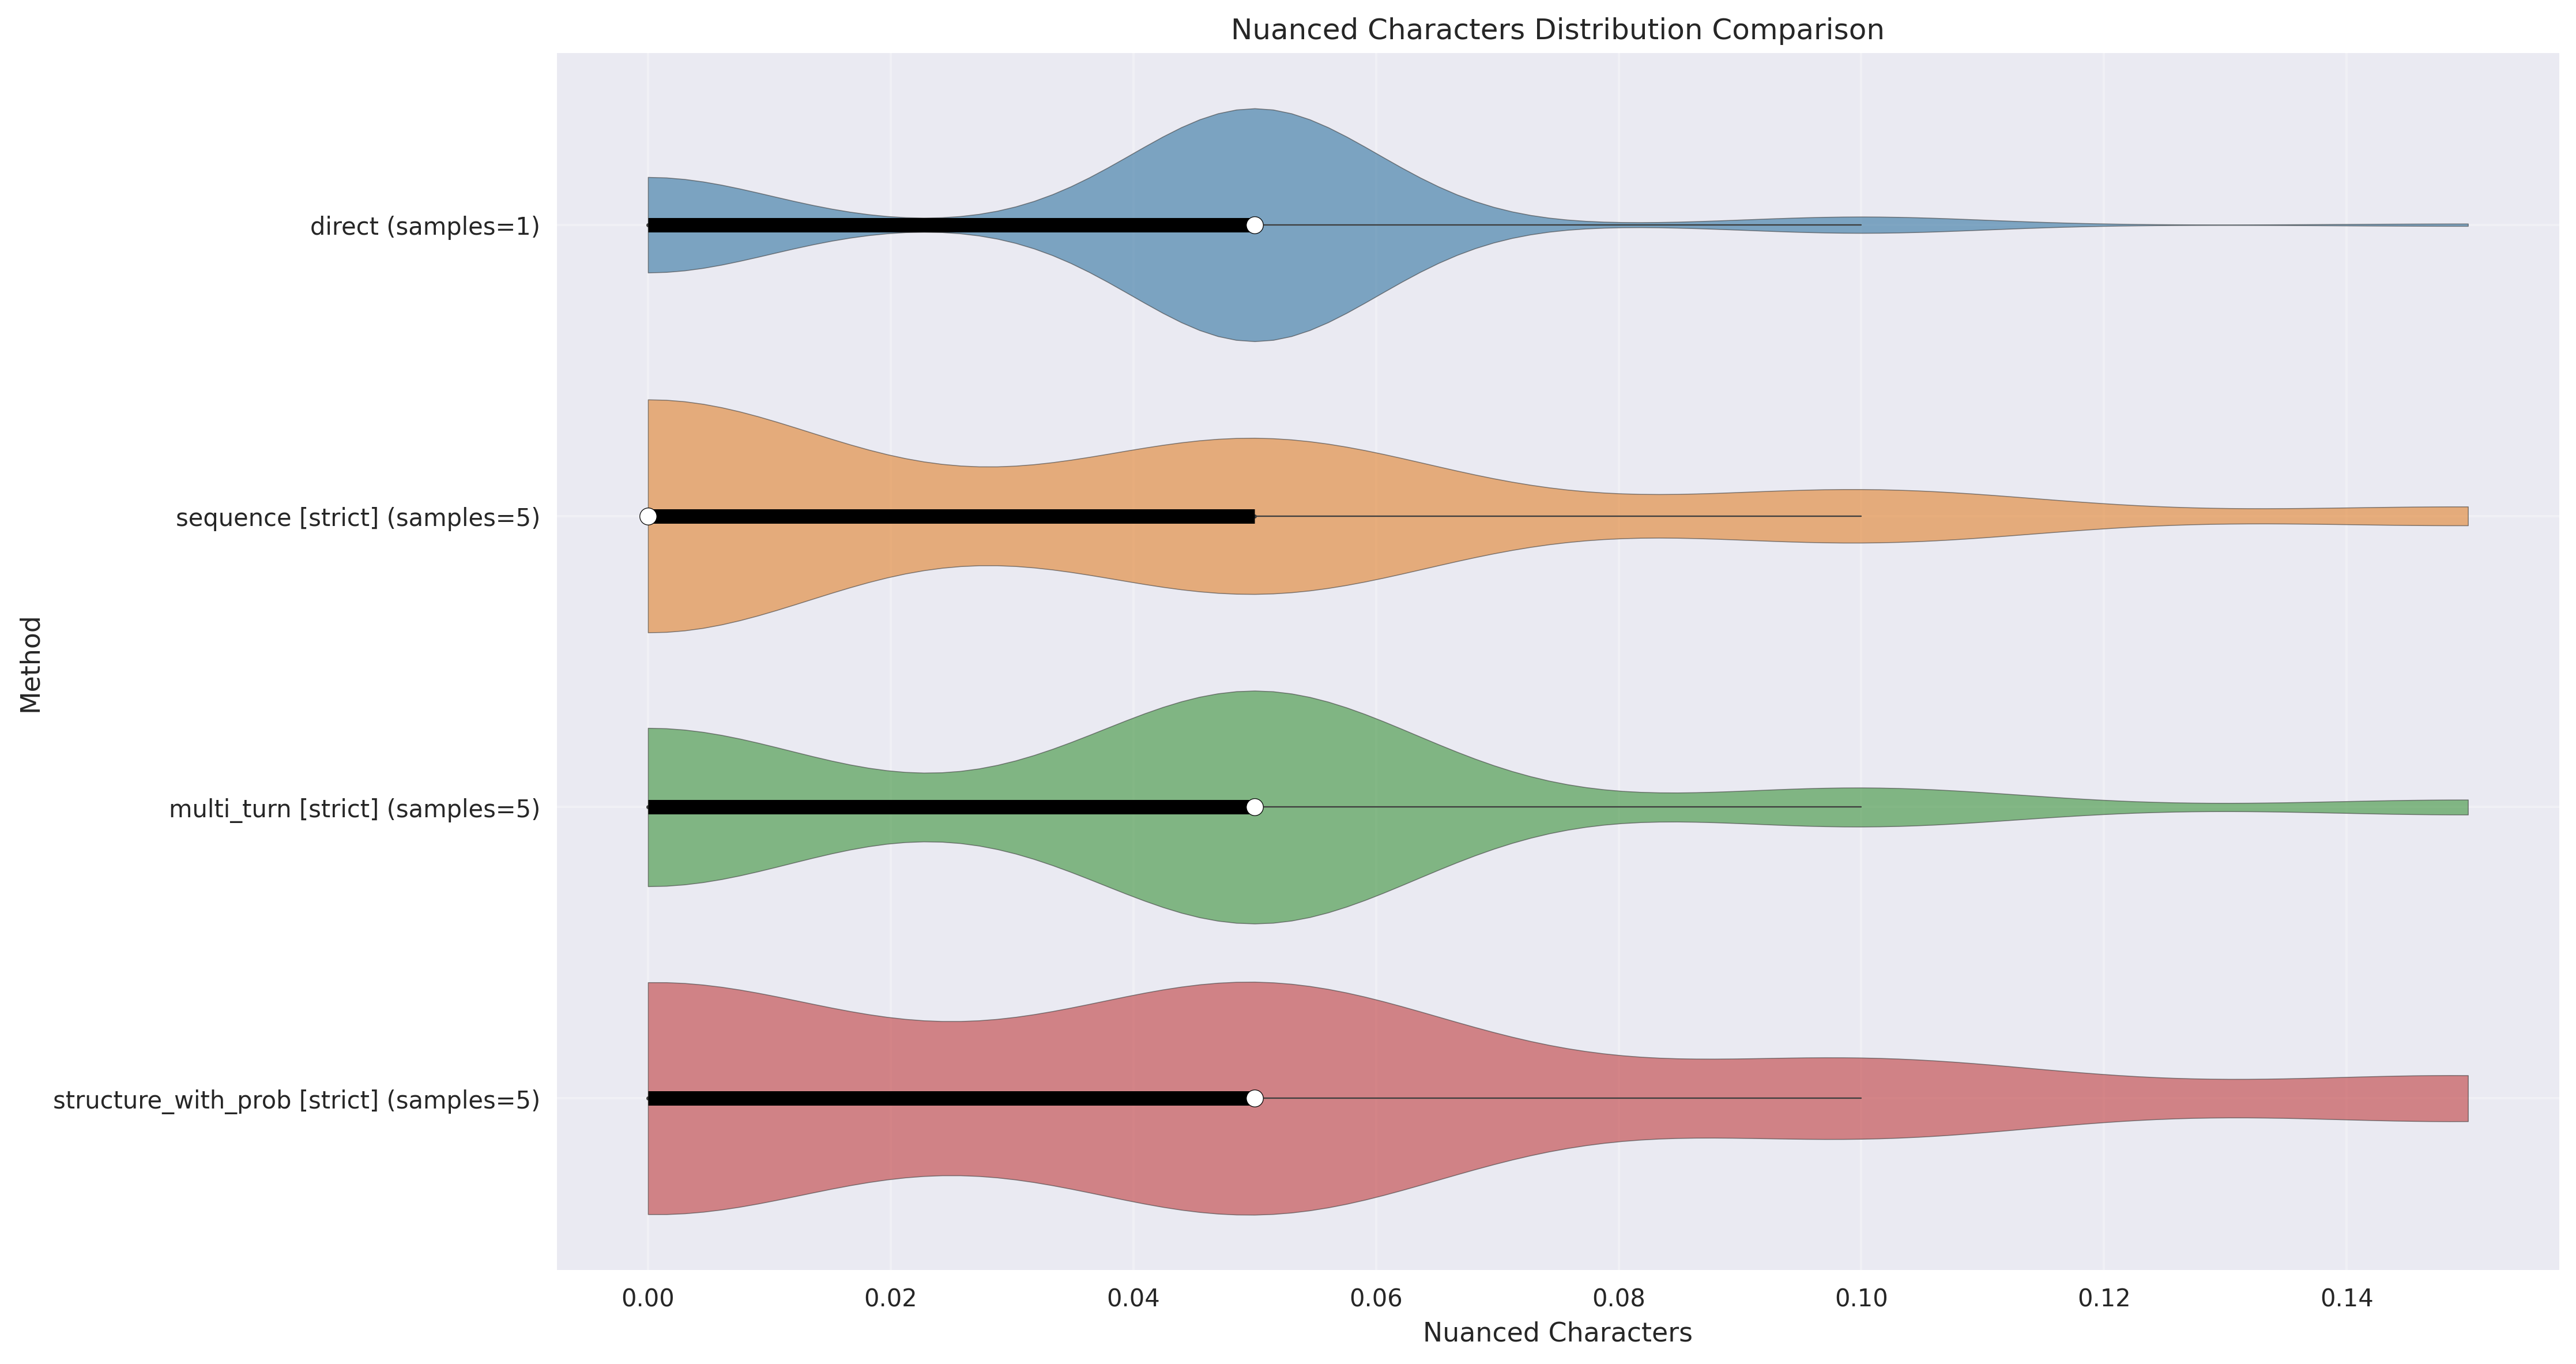 Nuanced Characters Distribution Comparison
Method
direct (samples=1)
sequence [strict] (samples=5)
multi_turn [strict] (samples=5)
structure_with_prob [strict] (samples=5)
0.00 0.02 0.04 0.06 0.08 0.10 0.12 0.14
Nuanced Characters